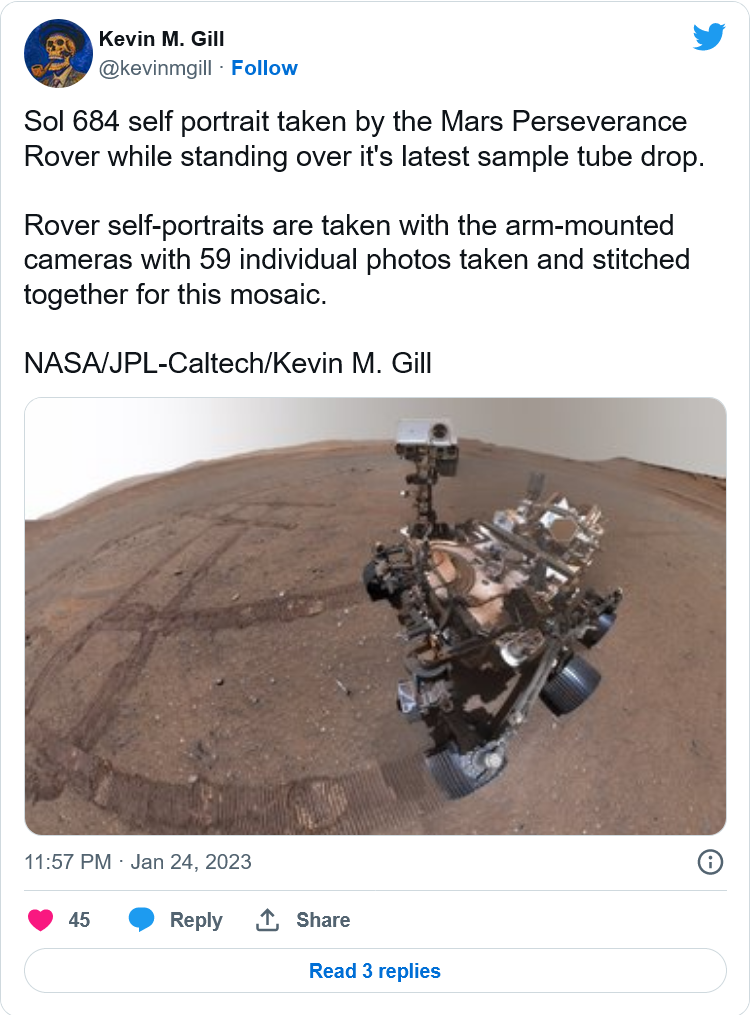 Kevin M. Gill
@kevinmgill · Follow
Sol 684 self portrait taken by the Mars Perseverance
Rover while standing over it's latest sample tube drop.
Rover self-portraits are taken with the arm-mounted
cameras with 59 individual photos taken and stitched
together for this mosaic.
NASA/JPL-Caltech/Kevin M. Gill
11:57 PM · Jan 24, 2023
45 Reply Share
Read 3 replies